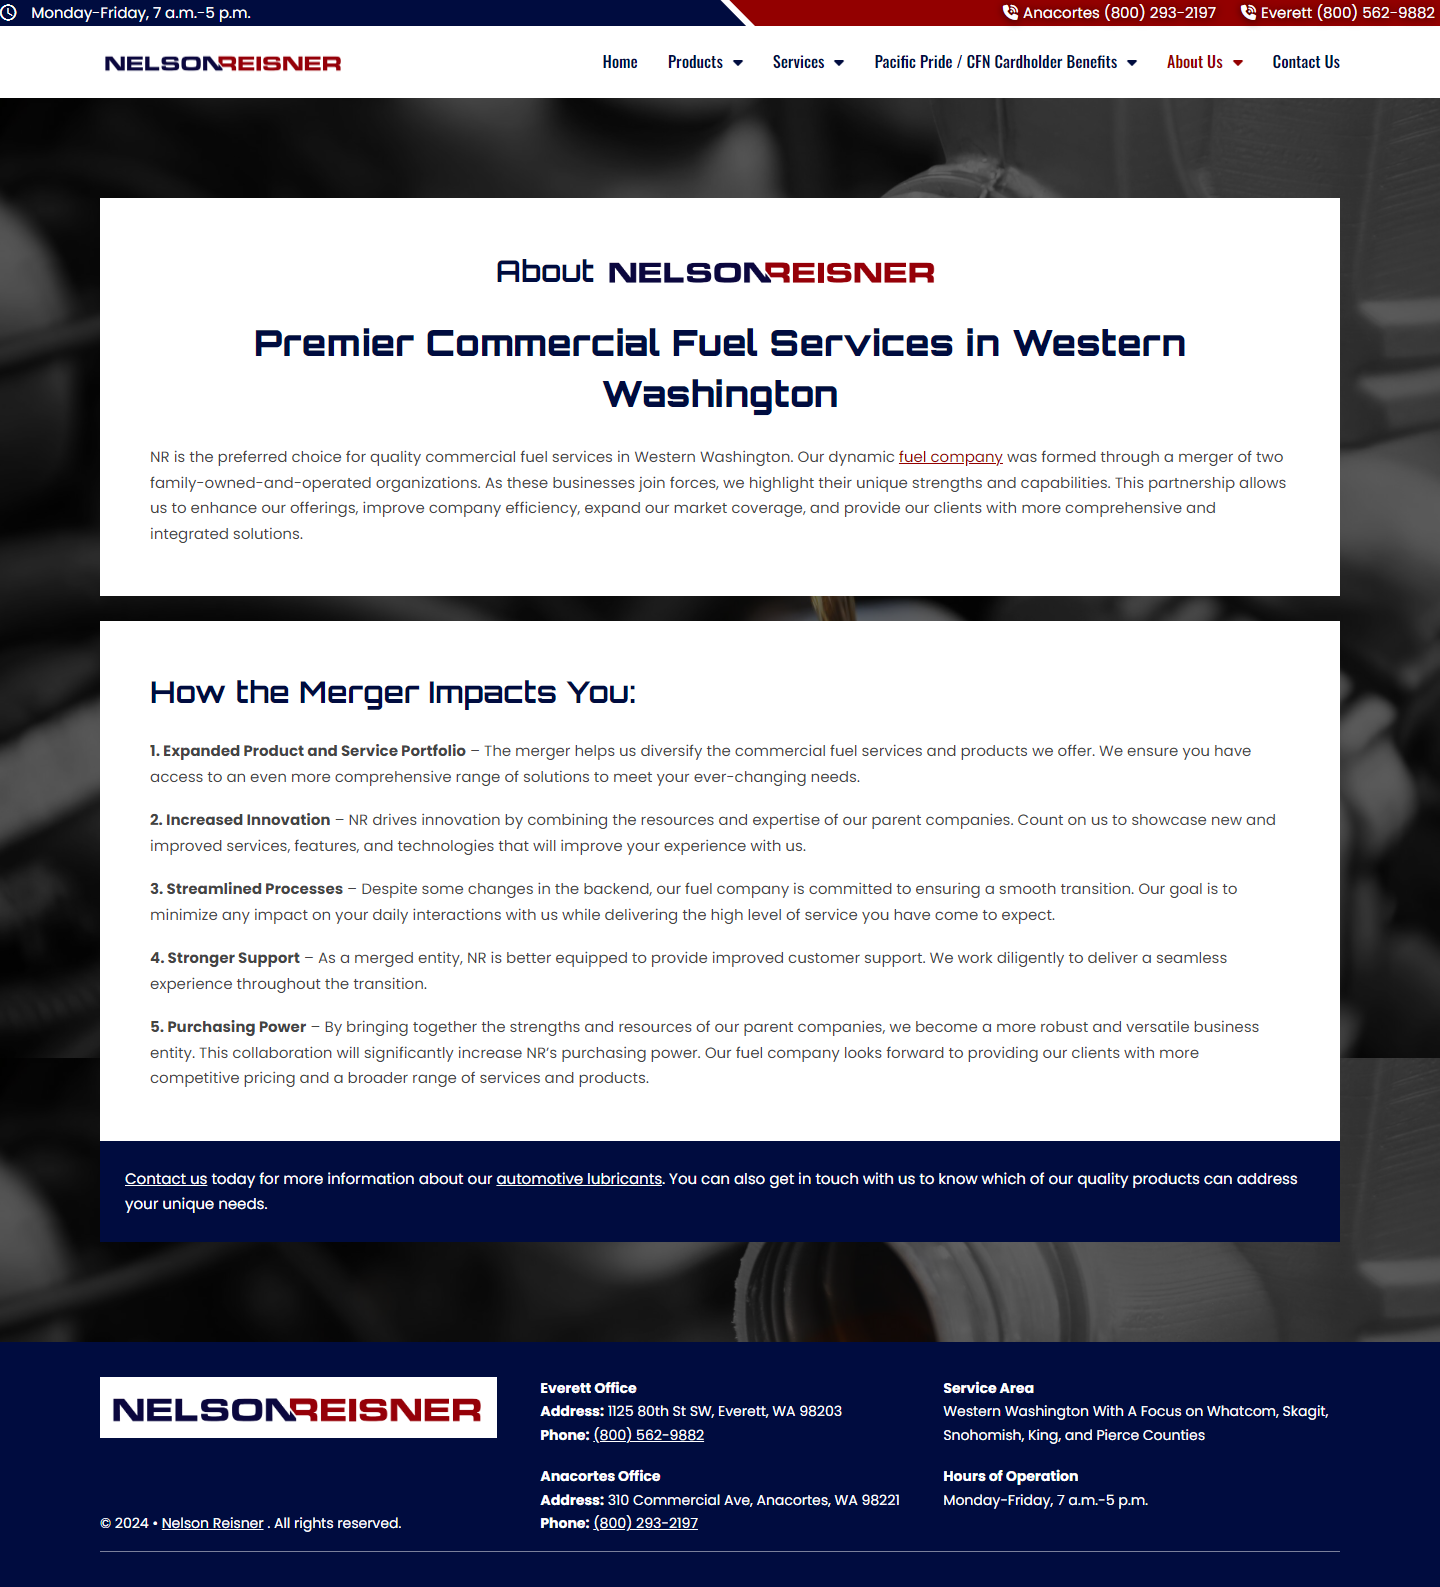 Monday-Friday, 7 a.m.-5 p.m.
Anacortes (800) 293-2197
Everett (800) 562-9882
NELSONREISNER
Home
Products
Services
Pacific Pride / CFN Cardholder Benefits
About Us
Contact Us
About NELSONREISNER
Premier Commercial Fuel Services in Western
Washington
NR is the preferred choice for quality commercial fuel services in Western Washington. Our dynamic fuel company was formed through a merger of two
family-owned-and-operated organizations. As these businesses join forces, we highlight their unique strengths and capabilities. This partnership allows
us to enhance our offerings, improve company efficiency, expand our market coverage, and provide our clients with more comprehensive and
integrated solutions.
How the Merger Impacts You:
1. Expanded Product and Service Portfolio – The merger helps us diversify the commercial fuel services and products we offer. We ensure you have
access to an even more comprehensive range of solutions to meet your ever-changing needs.
2. Increased Innovation – NR drives innovation by combining the resources and expertise of our parent companies. Count on us to showcase new and
improved services, features, and technologies that will improve your experience with us.
3. Streamlined Processes – Despite some changes in the backend, our fuel company is committed to ensuring a smooth transition. Our goal is to
minimize any impact on your daily interactions with us while delivering the high level of service you have come to expect.
4. Stronger Support – As a merged entity, NR is better equipped to provide improved customer support. We work diligently to deliver a seamless
experience throughout the transition.
5. Purchasing Power – By bringing together the strengths and resources of our parent companies, we become a more robust and versatile business
entity. This collaboration will significantly increase NR’s purchasing power. Our fuel company looks forward to providing our clients with more
competitive pricing and a broader range of services and products.
Contact us today for more information about our automotive lubricants. You can also get in touch with us to know which of our quality products can address
your unique needs.
NELSONREISNER
© 2024 • Nelson Reisner . All rights reserved.
Everett Office
Address: 1125 80th St SW, Everett, WA 98203
Phone: (800) 562-9882
Anacortes Office
Address: 310 Commercial Ave, Anacortes, WA 98221
Phone: (800) 293-2197
Service Area
Western Washington With A Focus on Whatcom, Skagit,
Snohomish, King, and Pierce Counties
Hours of Operation
Monday-Friday, 7 a.m.-5 p.m.